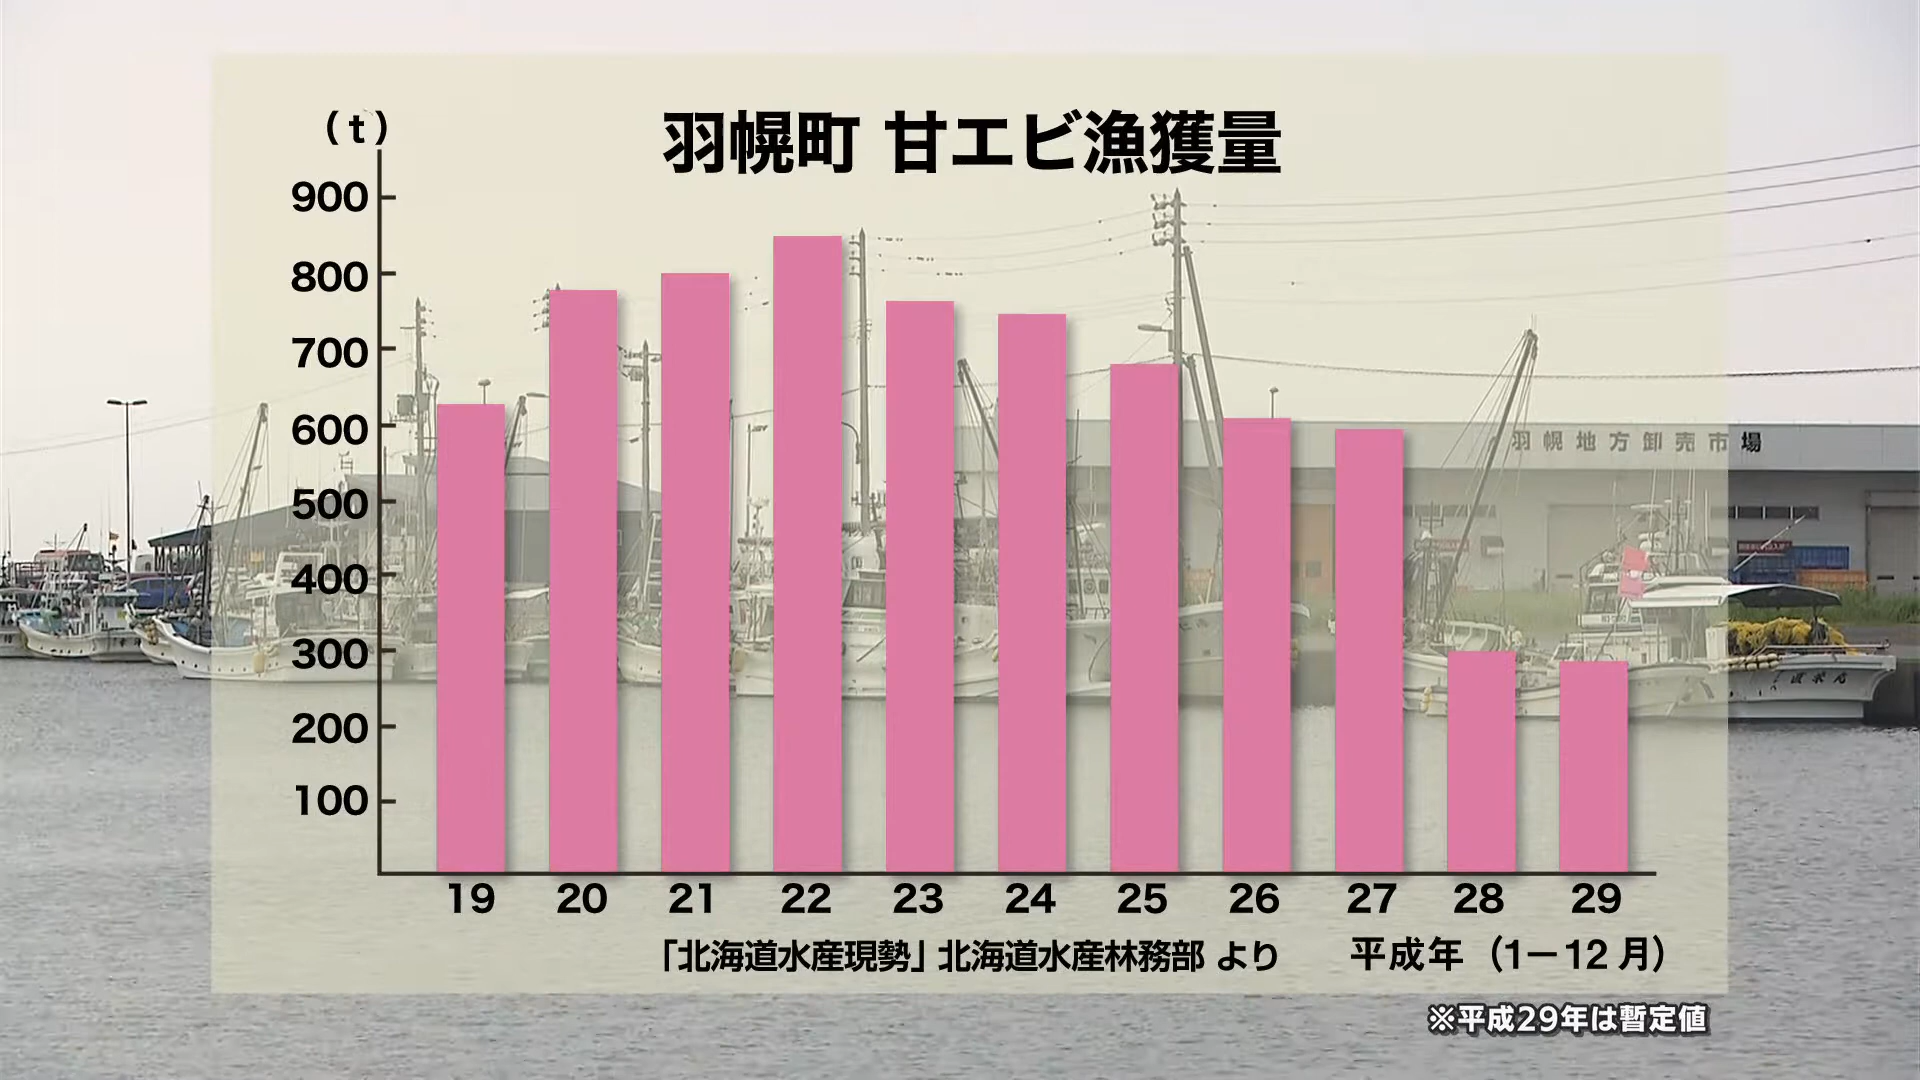 (t)
羽幌町 甘エビ漁獲量
900
800
700
600
500
400
300
200
100
羽幌地方卸売市場
19 20 21 22 23 24 25 26 27 28 29
「北海道水産現勢」北海道水産林務部 より
平成年（1－12月）
※平成29年は暫定値